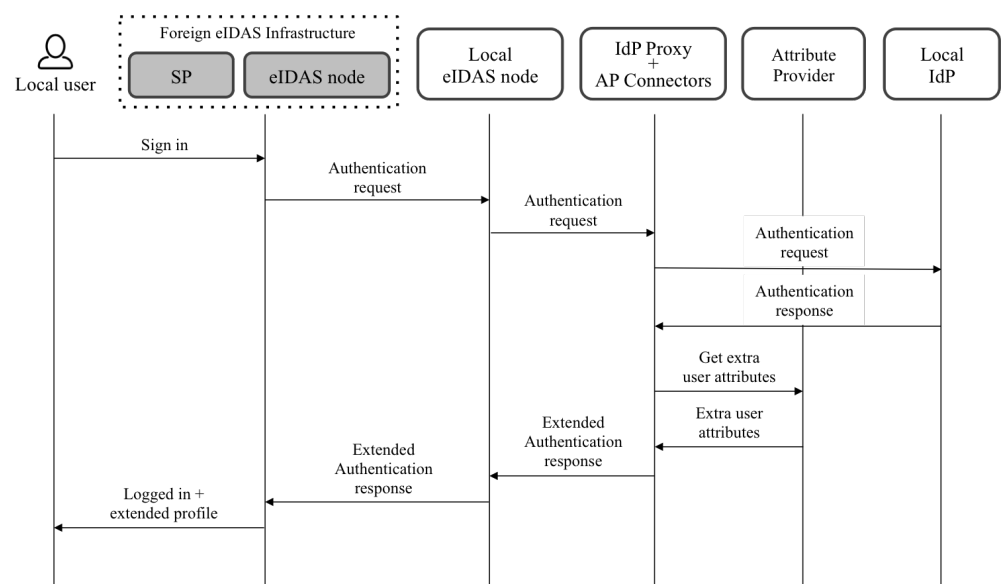 Foreign eIDAS Infrastructure
Local user
SP
eIDAS node
Local
eIDAS node
IdP Proxy
+
AP Connectors
Attribute
Provider
Local
IdP
Sign in
Authentication
request
Authentication
request
Authentication
request
Authentication
response
Get extra
user attributes
Extra user
attributes
Extended
Authentication
response
Extended
Authentication
response
Logged in +
extended profile